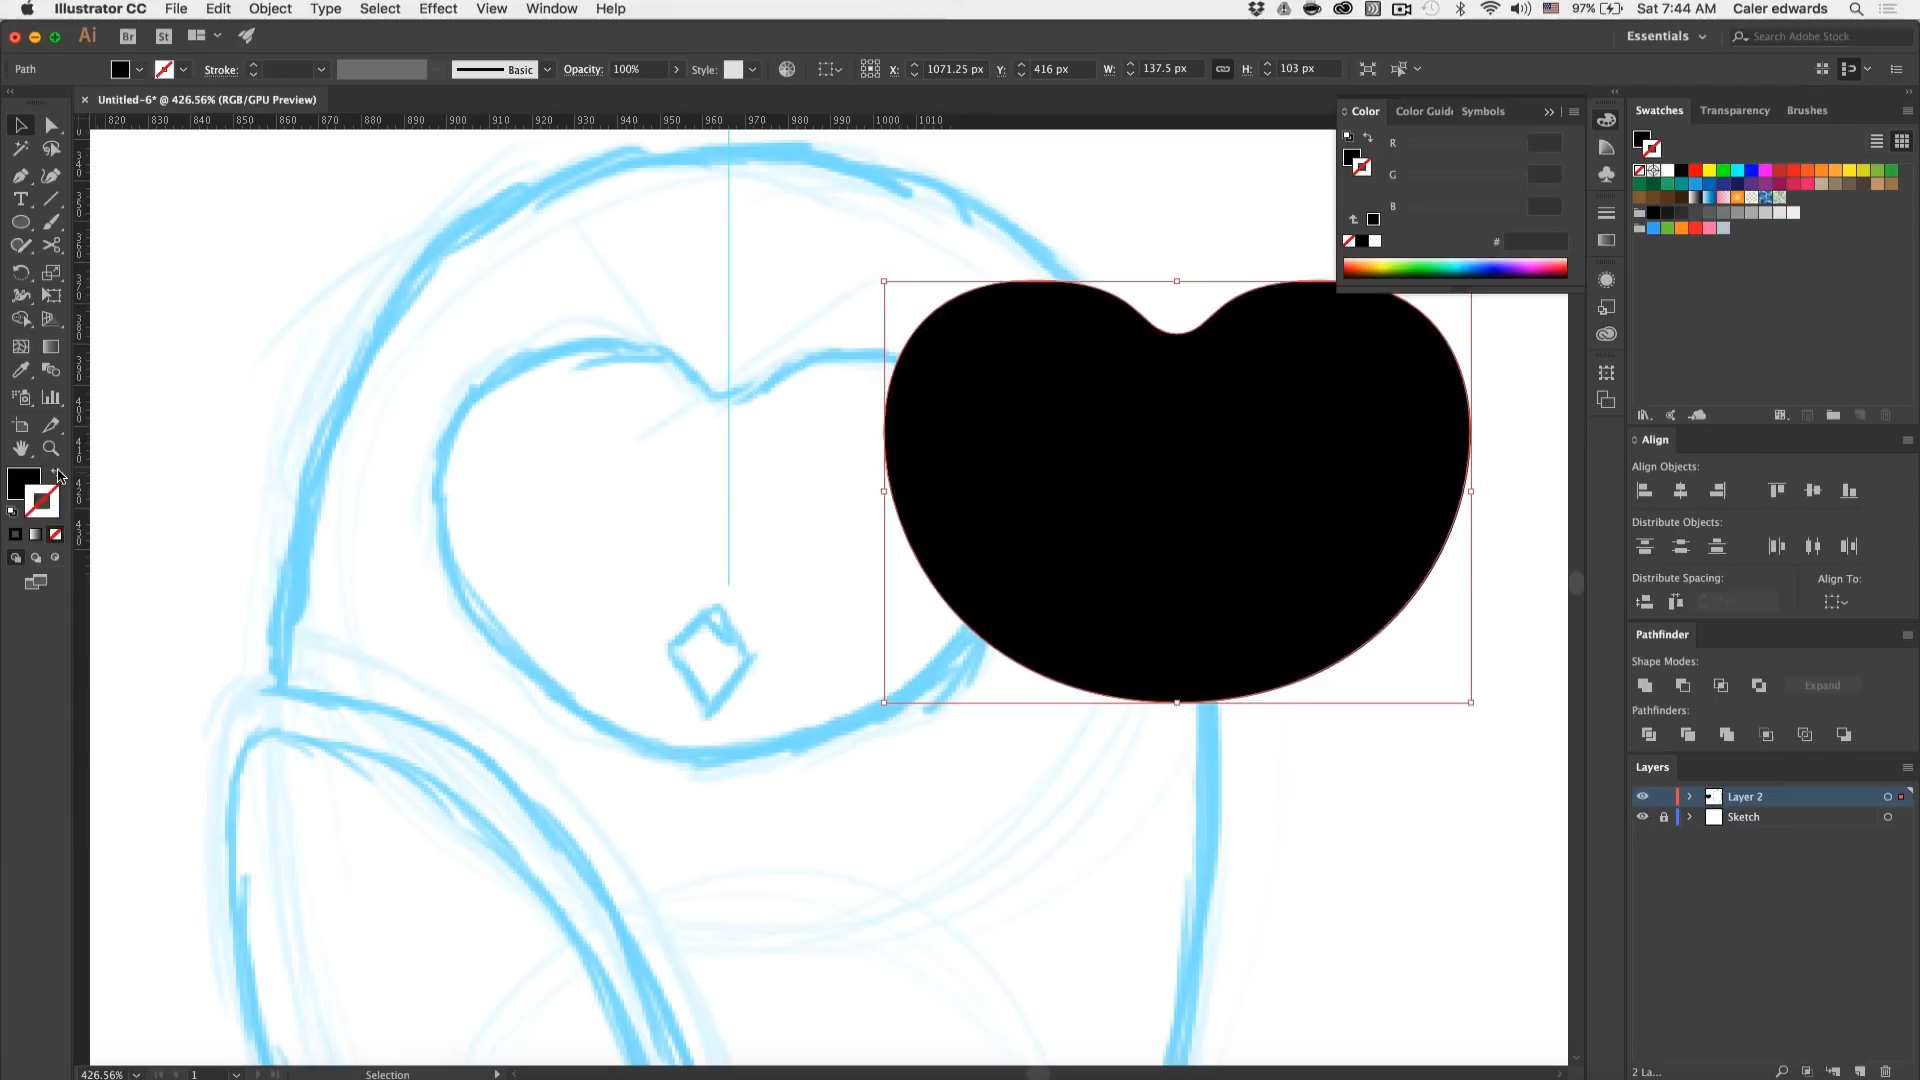 Illustrator CC File Edit Object Type Select Effect View Window Help 97% Sat 7:44 AM Caler edwards
Ai Br St Essentials Search Adobe Stock
Path Stroke: Basic Opacity: 100% Style: X: 1071.25 px Y: 416 px W: 137.5 px H: 103 px
Untitled-6* @ 426.56% (RGB/GPU Preview)
820 830 840 850 860 870 880 890 900 910 920 930 940 950 960 970 980 990 1000 1010
Color Color Guide Symbols
R
G
B
#
Swatches Transparency Brushes
Align
Align Objects:
Distribute Objects:
Distribute Spacing: Align To:
Pathfinder
Shape Modes:
Expand
Pathfinders:
Layers
Layer 2
Sketch
2 La...
426.56% 1 Selection